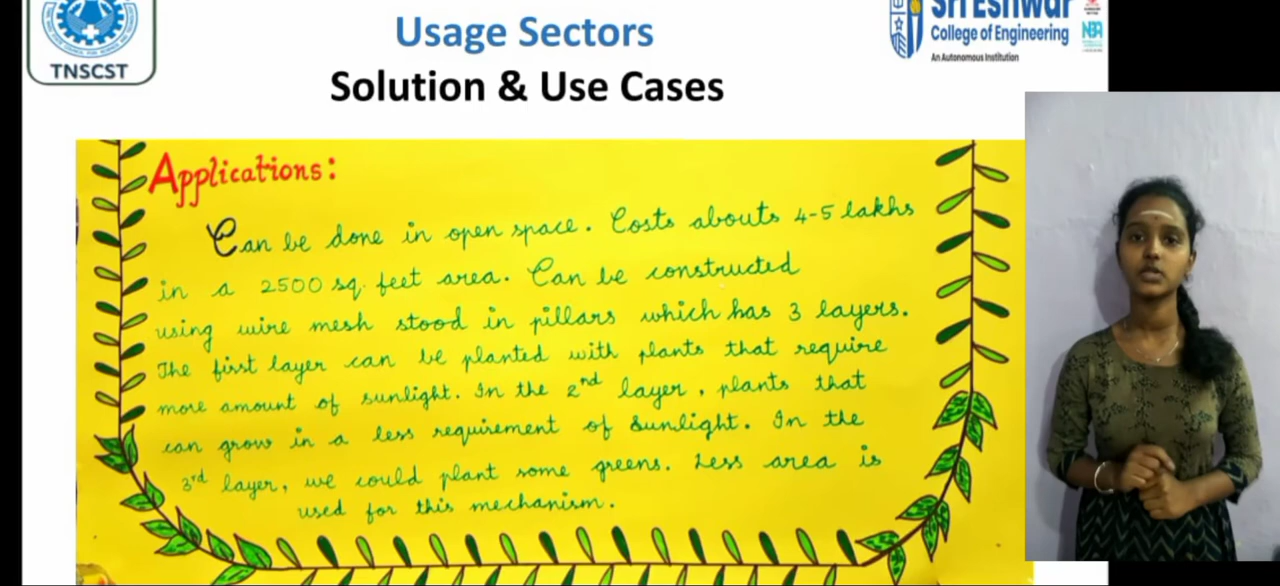 TNSCST
Usage Sectors
Solution & Use Cases
Sri Eshwar
College of Engineering
An Autonomous Institution
NBA
Applications:
Can be done in open space. Costs abouts 4-5 lakhs
in a 2500 sq. feet area. Can be constructed
using wire mesh stood in pillars which has 3 layers.
The first layer can be planted with plants that require
more amount of sunlight. In the 2nd layer, plants that
can grow in a less requirement of sunlight. In the
3rd layer, we could plant some greens. Less area is
used for this mechanism.